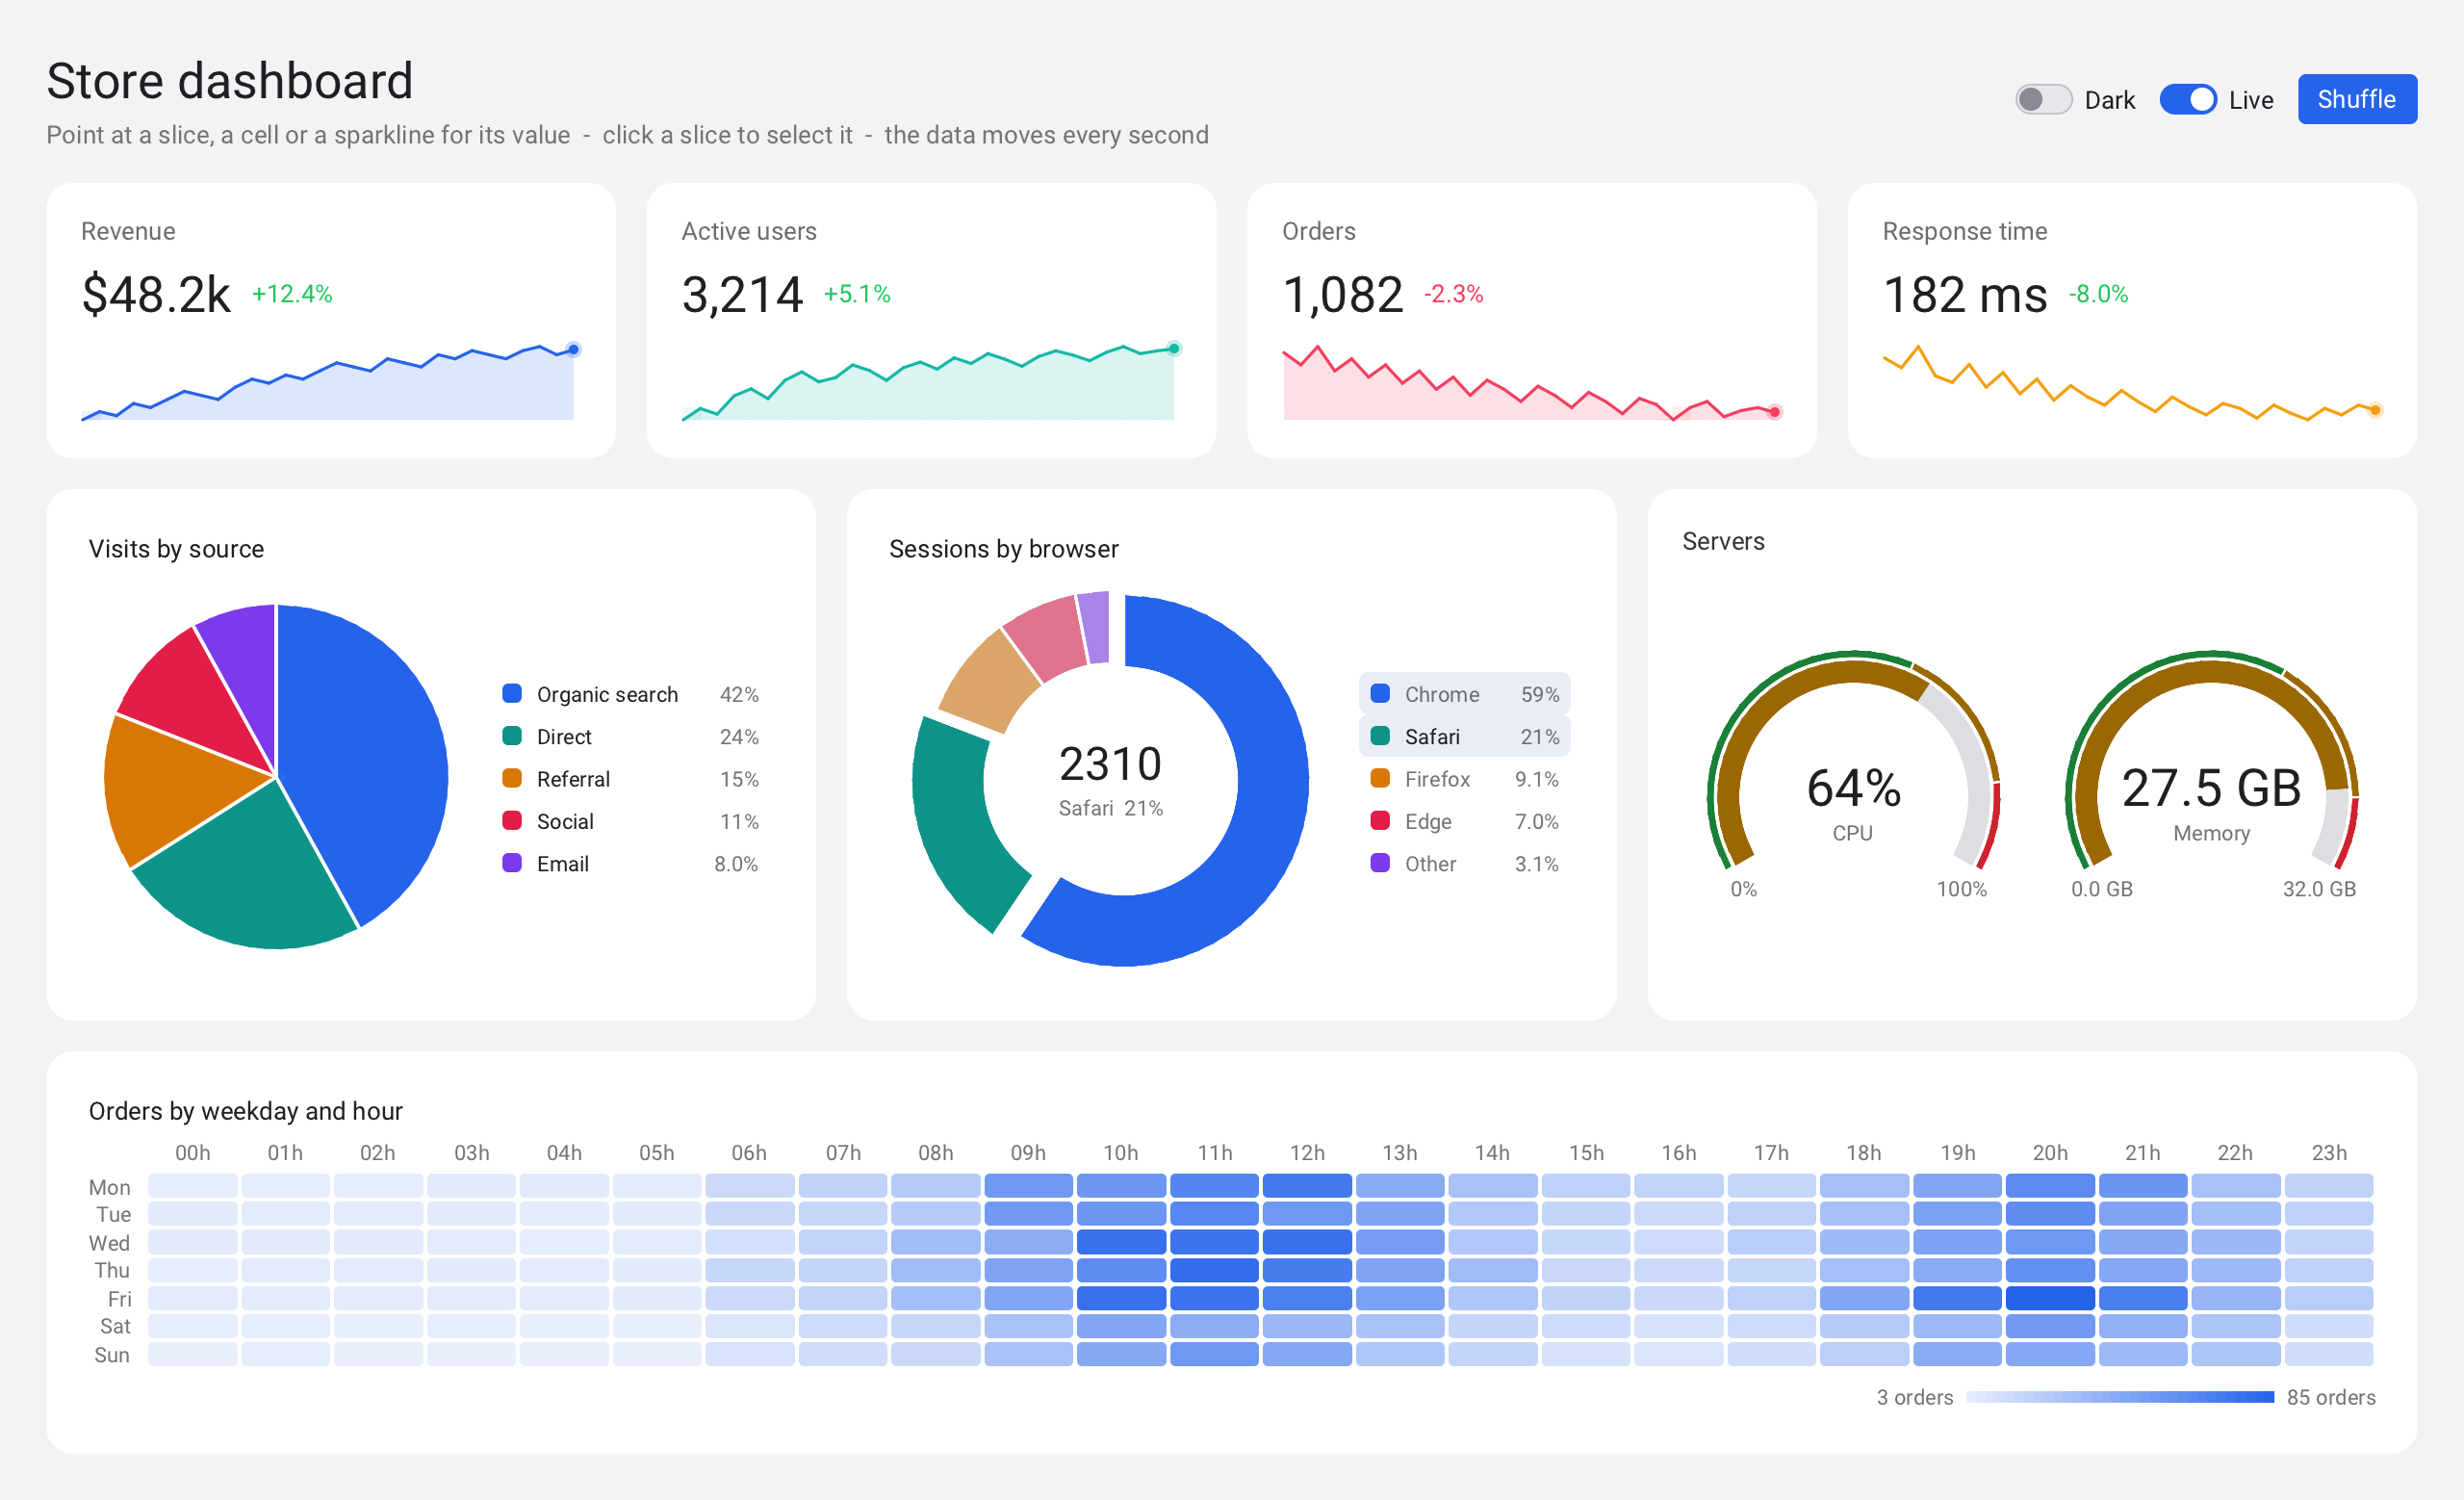 Store dashboard
Point at a slice, a cell or a sparkline for its value - click a slice to select it - the data moves every second
Dark
Live
Shuffle
Revenue
$48.2k +12.4%
Active users
3,214 +5.1%
Orders
1,082 -2.3%
Response time
182 ms -8.0%
Visits by source
Organic search 42%
Direct 24%
Referral 15%
Social 11%
Email 8.0%
Sessions by browser
2310
Safari 21%
Chrome 59%
Safari 21%
Firefox 9.1%
Edge 7.0%
Other 3.1%
Servers
64%
CPU
0% 100%
27.5 GB
Memory
0.0 GB 32.0 GB
Orders by weekday and hour
00h 01h 02h 03h 04h 05h 06h 07h 08h 09h 10h 11h 12h 13h 14h 15h 16h 17h 18h 19h 20h 21h 22h 23h
Mon
Tue
Wed
Thu
Fri
Sat
Sun
3 orders 85 orders